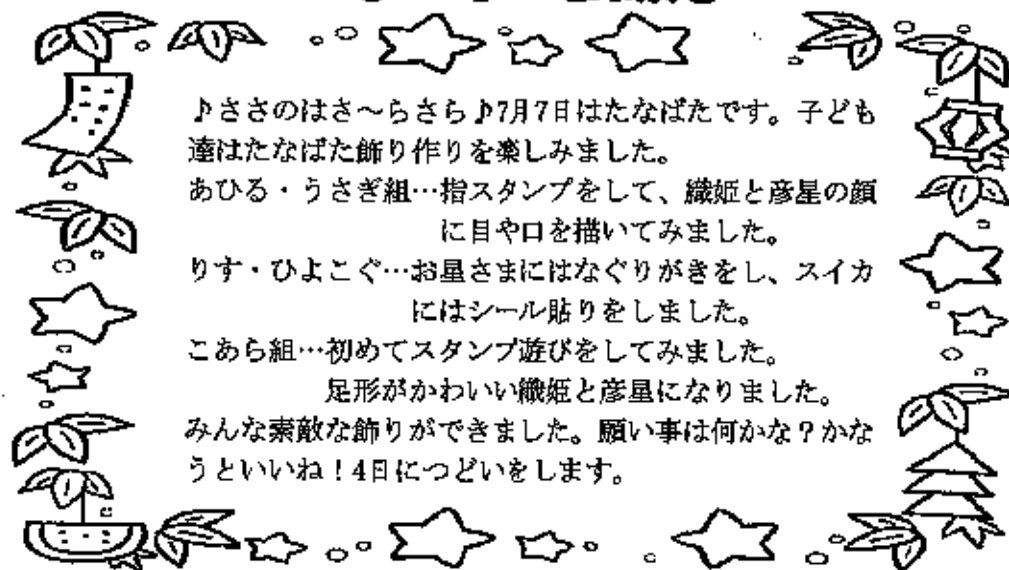 ♪ささのはさ～らさら♪7月7日はたなばたです。子ども
達はたなばた飾り作りを楽しみました。
あひる・うさぎ組…指スタンプをして、織姫と彦星の顔
に目や口を描いてみました。
りす・ひよこぐ…お星さまにはなぐりがきをし、スイカ
にはシール貼りをしました。
こあら組…初めてスタンプ遊びをしてみました。
足形がかわいい織姫と彦星になりました。
みんな素敵な飾りができました。願い事は何かな？かな
うといいね！4日につどいをします。